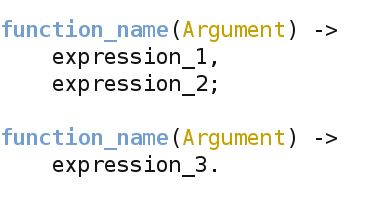 function_name(Argument) ->
    expression_1,
    expression_2;

function_name(Argument) ->
    expression_3.